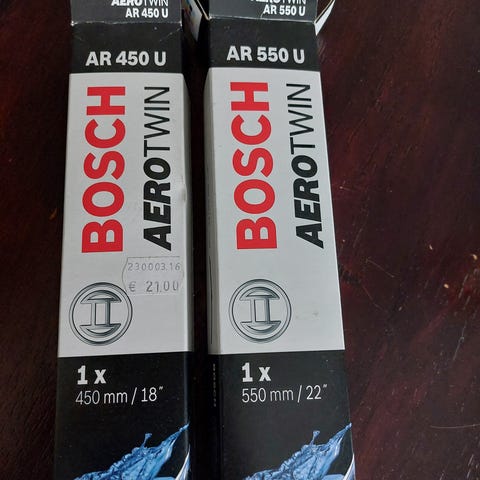 AEROTWIN
AR 450 U
AR 450 U
BOSCH
AEROTWIN
230003.16
€ 21.00
1 x
450 mm / 18"
AEROTWIN
AR 550 U
AR 550 U
BOSCH
AEROTWIN
1 x
550 mm / 22"